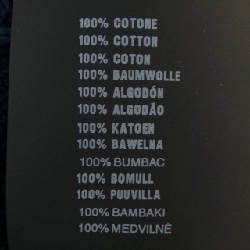 100% COTONE
100% COTTON
100% COTON
100% BAUMWOLLE
100% ALGODÓN
100% ALGODÃO
100% KATOEN
100% BAWELNA
100% BUMBAC
100% BOMULL
100% PUUVILLA
100% BAMBAKI
100% MEDVILNĖ